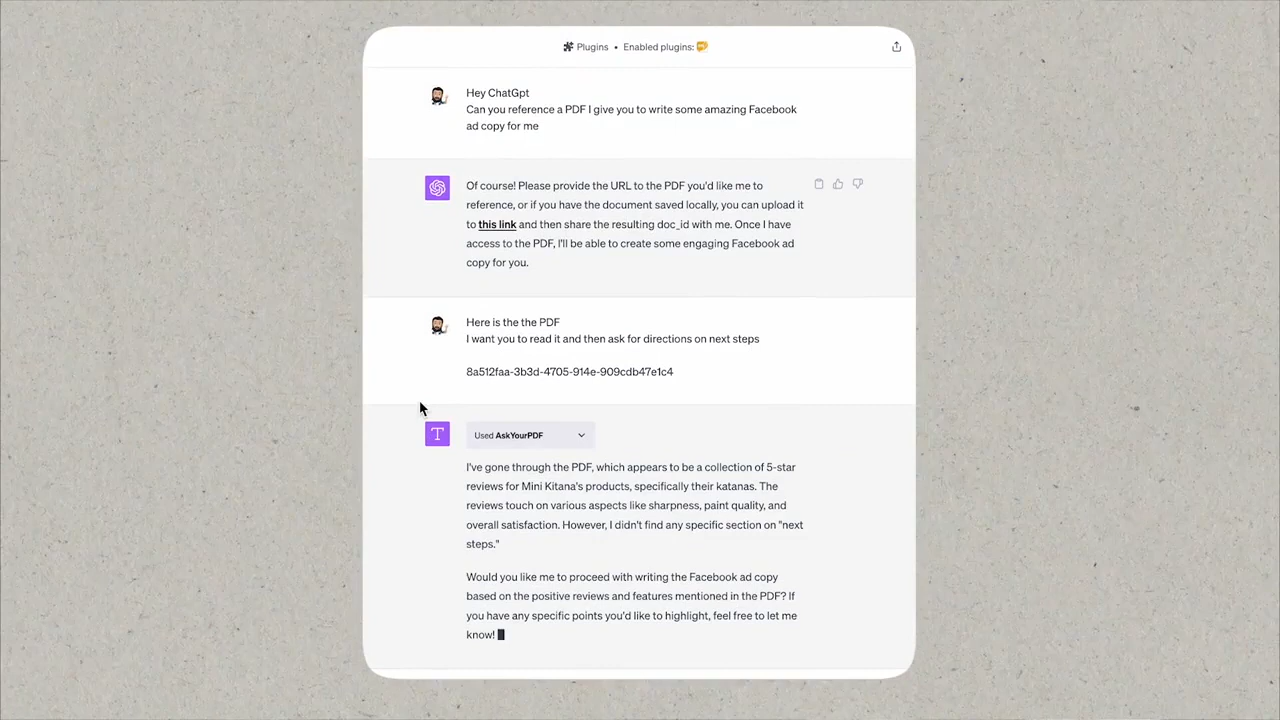 Plugins • Enabled plugins:
Hey ChatGpt
Can you reference a PDF I give you to write some amazing Facebook
ad copy for me
Of course! Please provide the URL to the PDF you'd like me to
reference, or if you have the document saved locally, you can upload it
to this link and then share the resulting doc_id with me. Once I have
access to the PDF, I'll be able to create some engaging Facebook ad
copy for you.
Here is the the PDF
I want you to read it and then ask for directions on next steps
8a512faa-3b3d-4705-914e-909cdb47e1c4
T
Used AskYourPDF
I've gone through the PDF, which appears to be a collection of 5-star
reviews for Mini Kitana's products, specifically their katanas. The
reviews touch on various aspects like sharpness, paint quality, and
overall satisfaction. However, I didn't find any specific section on "next
steps."
Would you like me to proceed with writing the Facebook ad copy
based on the positive reviews and features mentioned in the PDF? If
you have any specific points you'd like to highlight, feel free to let me
know!